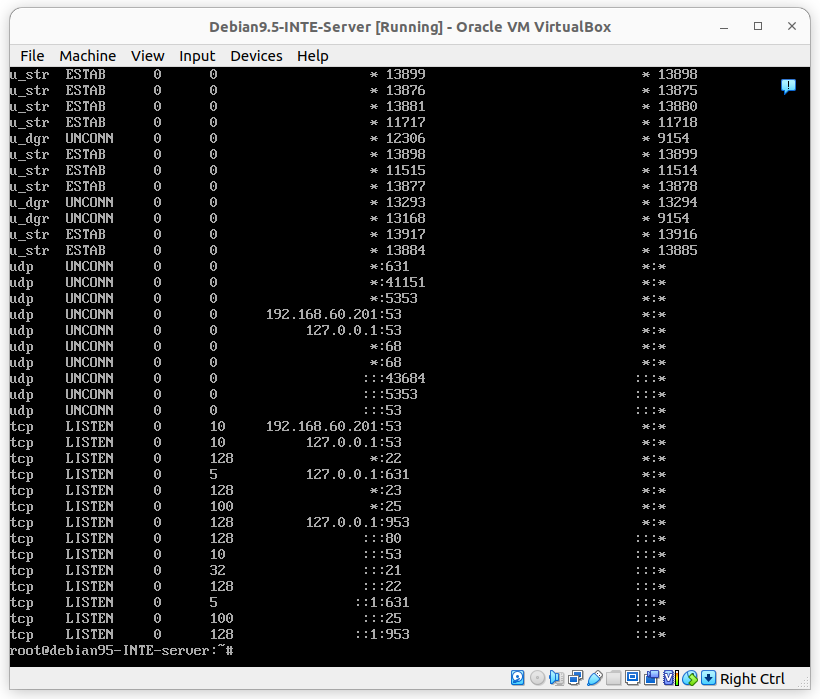 Debian9.5-INTE-Server [Running] - Oracle VM VirtualBox
File Machine View Input Devices Help
u_str ESTAB 0 0 * 13899 * 13898
u_str ESTAB 0 0 * 13876 * 13875
u_str ESTAB 0 0 * 13881 * 13880
u_str ESTAB 0 0 * 11717 * 11718
u_dgr UNCONN 0 0 * 12306 * 9154
u_str ESTAB 0 0 * 13898 * 13899
u_str ESTAB 0 0 * 11515 * 11514
u_str ESTAB 0 0 * 13877 * 13878
u_dgr UNCONN 0 0 * 13293 * 13294
u_dgr UNCONN 0 0 * 13168 * 9154
u_str ESTAB 0 0 * 13917 * 13916
u_str ESTAB 0 0 * 13884 * 13885
udp UNCONN 0 0 *:631 *:*
udp UNCONN 0 0 *:41151 *:*
udp UNCONN 0 0 *:5353 *:*
udp UNCONN 0 0 192.168.60.201:53 *:*
udp UNCONN 0 0 127.0.0.1:53 *:*
udp UNCONN 0 0 *:68 *:*
udp UNCONN 0 0 *:68 *:*
udp UNCONN 0 0 :::43684 :::*
udp UNCONN 0 0 :::5353 :::*
udp UNCONN 0 0 :::53 :::*
tcp LISTEN 0 10 192.168.60.201:53 *:*
tcp LISTEN 0 10 127.0.0.1:53 *:*
tcp LISTEN 0 128 *:22 *:*
tcp LISTEN 0 5 127.0.0.1:631 *:*
tcp LISTEN 0 128 *:23 *:*
tcp LISTEN 0 100 *:25 *:*
tcp LISTEN 0 128 127.0.0.1:953 *:*
tcp LISTEN 0 128 :::80 :::*
tcp LISTEN 0 10 :::53 :::*
tcp LISTEN 0 32 :::21 :::*
tcp LISTEN 0 128 :::22 :::*
tcp LISTEN 0 5 ::1:631 :::*
tcp LISTEN 0 100 :::25 :::*
tcp LISTEN 0 128 ::1:953 :::*
root@debian95-INTE-server:~#
Right Ctrl